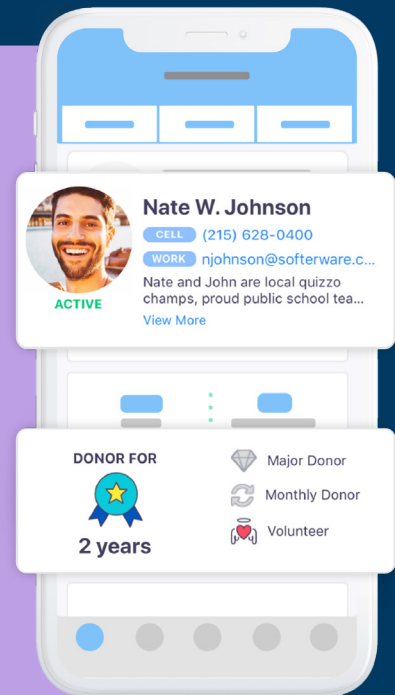 Nate W. Johnson
CELL (215) 628-0400
WORK njohnson@softerware.c...
Nate and John are local quizzo
champs, proud public school tea...
View More
ACTIVE
DONOR FOR
2 years
Major Donor
Monthly Donor
Volunteer